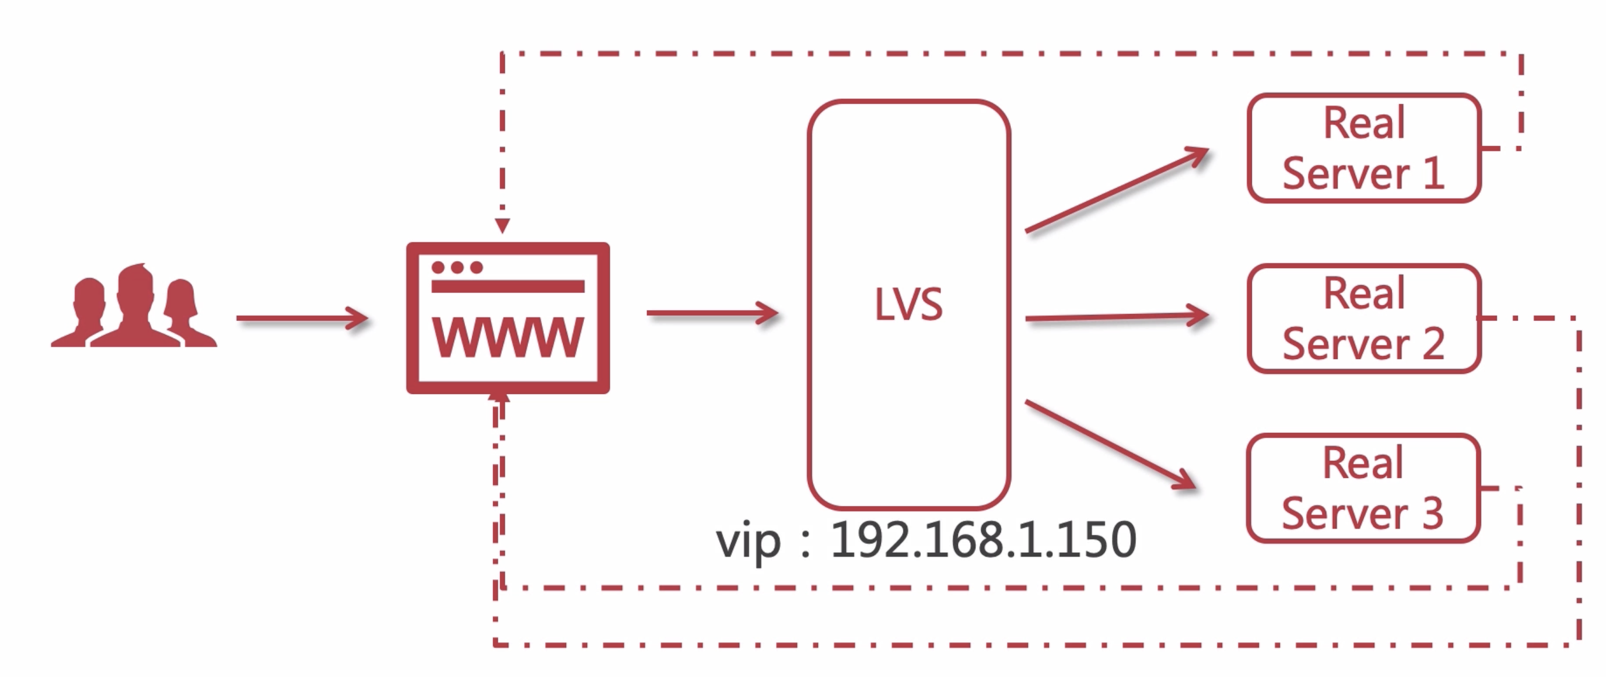 Real
Server 1
WWW
LVS
Real
Server 2
Real
Server 3
vip：192.168.1.150